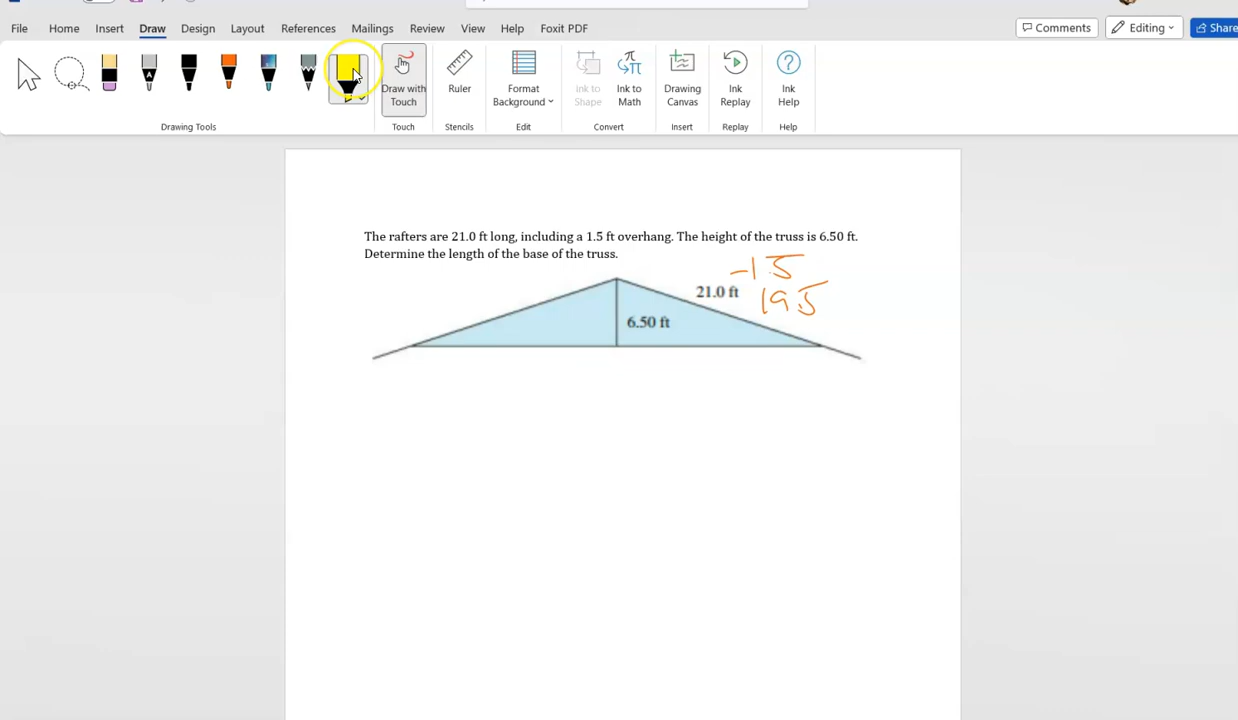 File Home Insert Draw Design Layout References Mailings Review View Help Foxit PDF Comments Editing Share
A
Draw with Touch
Ruler
Format Background
Ink to Shape
Ink to Math
Drawing Canvas
Ink Replay
Ink Help
Drawing Tools Touch Stencils Edit Convert Insert Replay Help
The rafters are 21.0 ft long, including a 1.5 ft overhang. The height of the truss is 6.50 ft.
Determine the length of the base of the truss.
-1.5
21.0 ft 19.5
6.50 ft